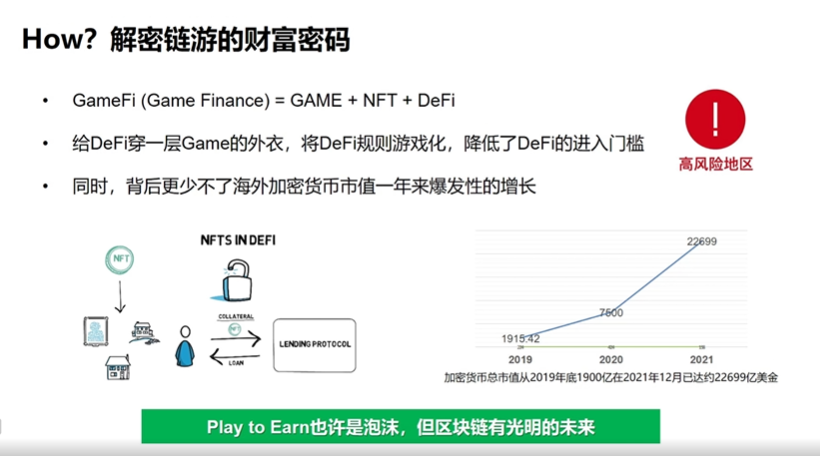 How？解密链游的财富密码
• GameFi (Game Finance) = GAME + NFT + DeFi
• 给DeFi穿一层Game的外衣，将DeFi规则游戏化，降低了DeFi的进入门槛
• 同时，背后更少不了海外加密货币市值一年来爆发性的增长
!
高风险地区
NFTS IN DEFI
NFT
COLLATERAL
NFT
LOAN
LENDING PROTOCOL
22699
7500
1915.42
2019 2020 2021
加密货币总市值从2019年底1900亿在2021年12月已达约22699亿美金
Play to Earn也许是泡沫，但区块链有光明的未来